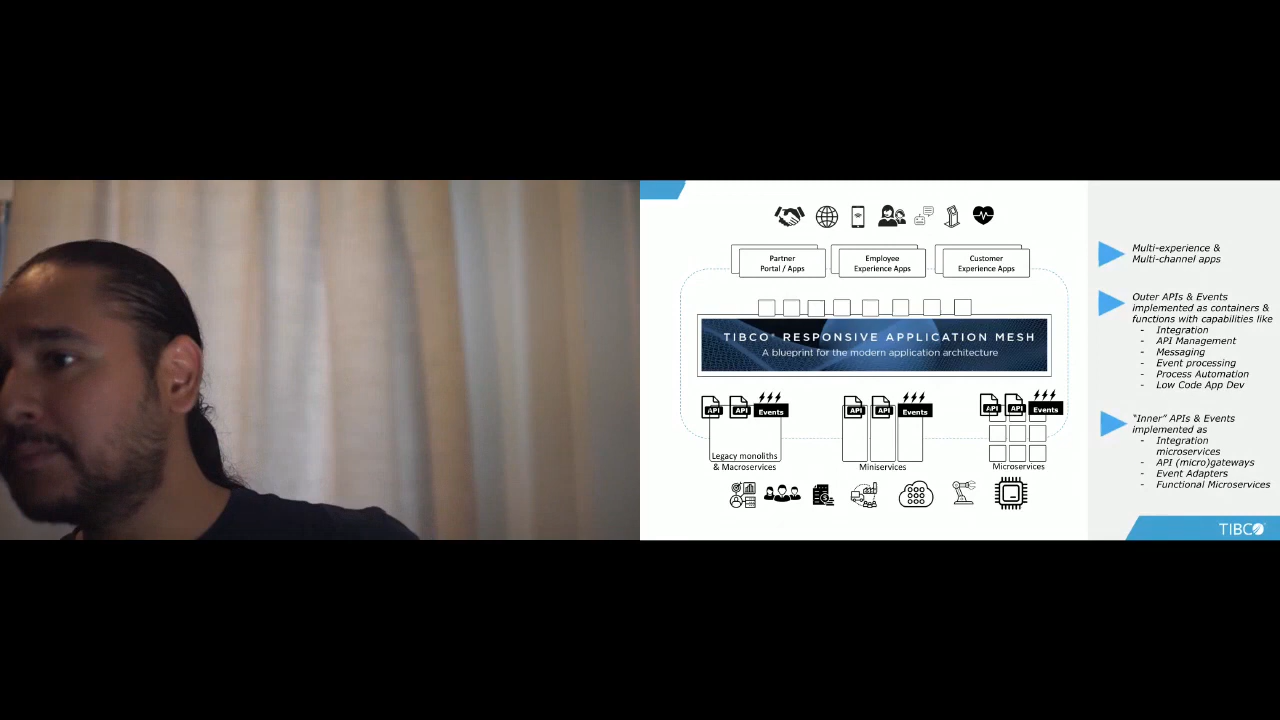 Partner
Portal / Apps
Employee
Experience Apps
Customer
Experience Apps
TIBCO® RESPONSIVE APPLICATION MESH
A blueprint for the modern application architecture
API
API
Events
API
API
Events
API
API
Events
Legacy monoliths
& Macroservices
Miniservices
Microservices
Multi-experience &
Multi-channel apps
Outer APIs & Events
implemented as containers &
functions with capabilities like
- Integration
- API Management
- Messaging
- Event processing
- Process Automation
- Low Code App Dev
"Inner" APIs & Events
implemented as
- Integration
microservices
- API (micro)gateways
- Event Adapters
- Functional Microservices
TIBCO